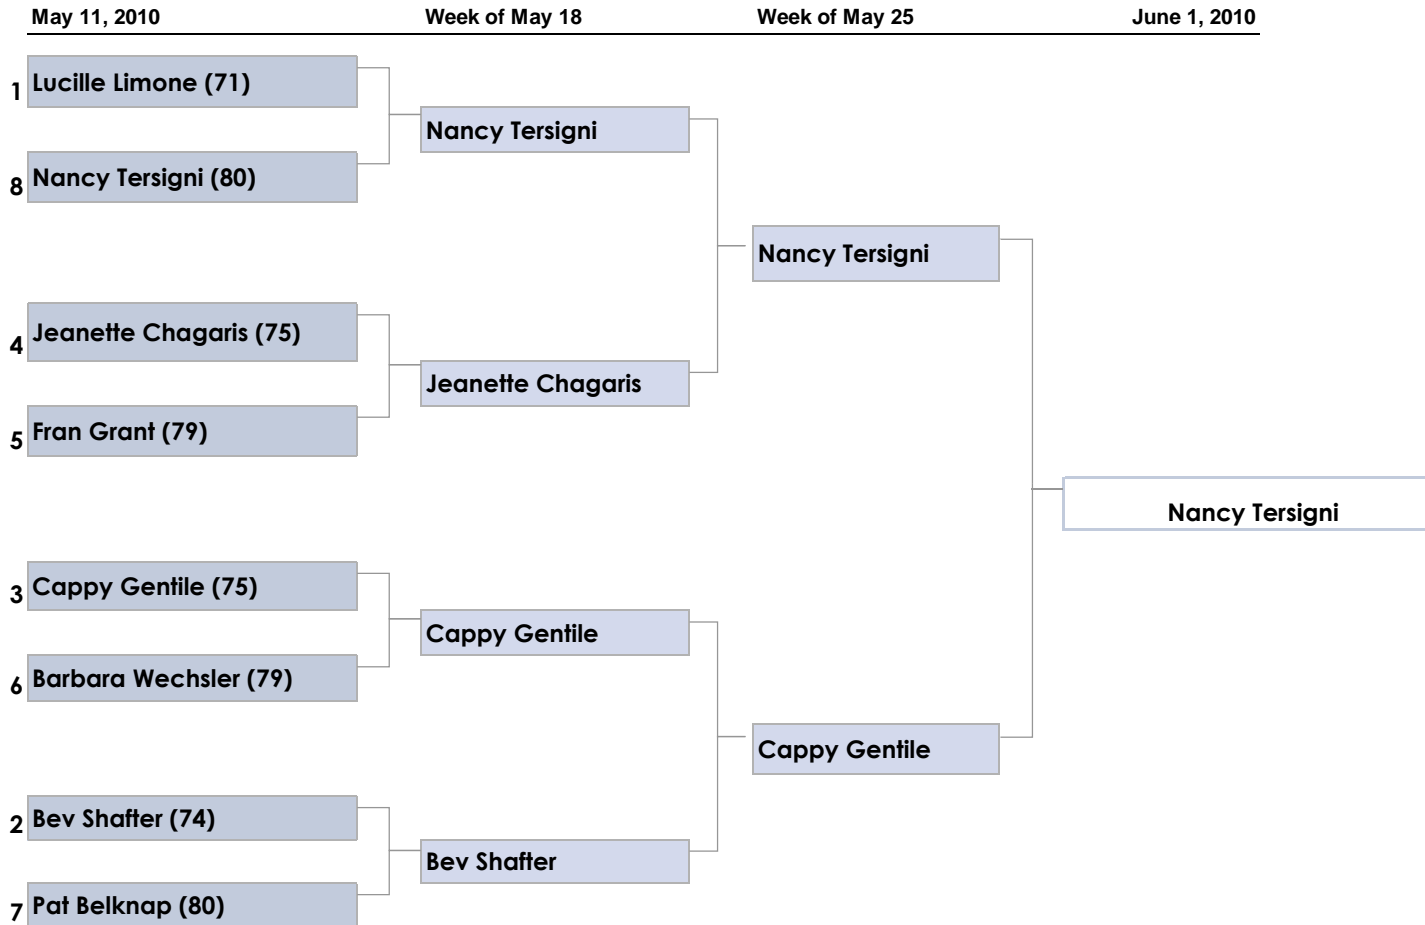 May 11, 2010 Week of May 18 Week of May 25 June 1, 2010
1 Lucille Limone (71)
Nancy Tersigni
8 Nancy Tersigni (80)
Nancy Tersigni
4 Jeanette Chagaris (75)
Jeanette Chagaris
5 Fran Grant (79)
Nancy Tersigni
3 Cappy Gentile (75)
Cappy Gentile
6 Barbara Wechsler (79)
Cappy Gentile
2 Bev Shafter (74)
Bev Shafter
7 Pat Belknap (80)